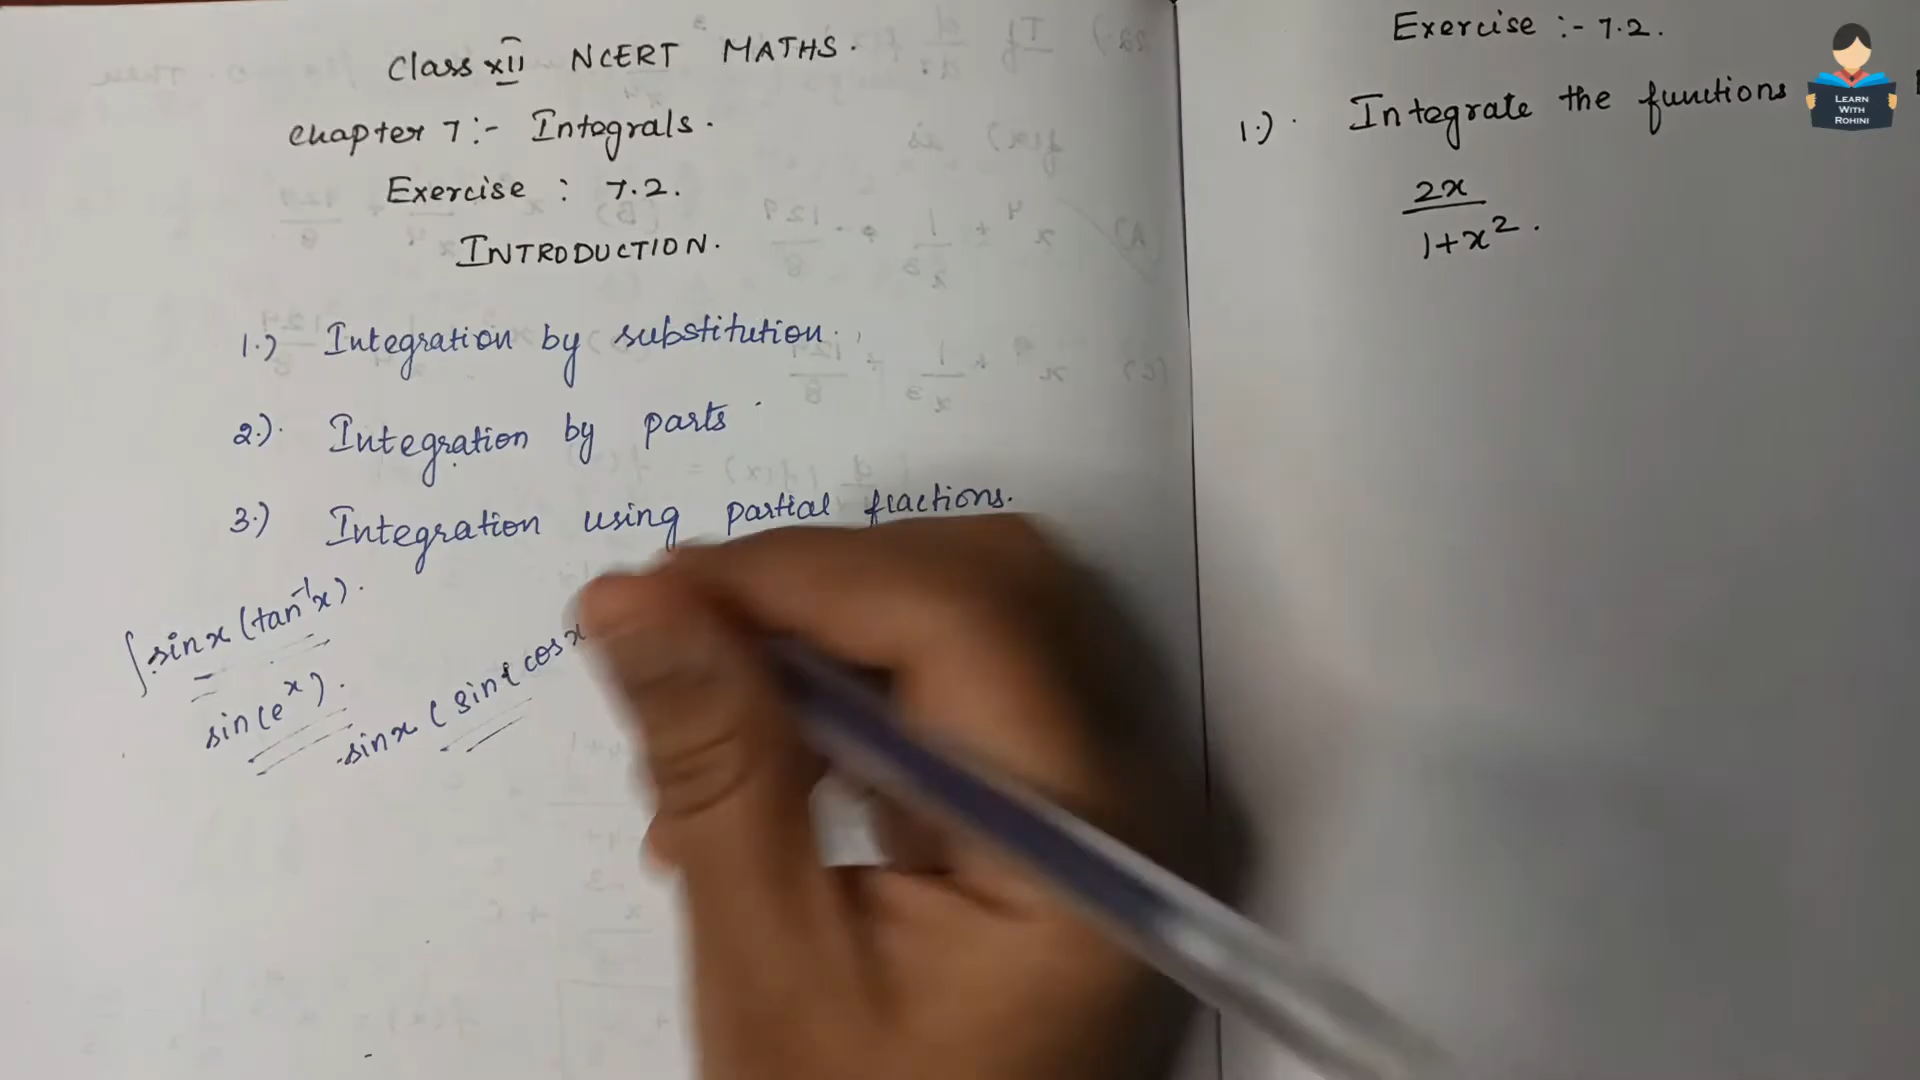 Class XII NCERT MATHS.
Chapter 7:- Integrals.
Exercise : 7.2.
INTRODUCTION.
1.) Integration by substitution.
2.) Integration by parts.
3.) Integration using partial fractions.
∫sinx (tan⁻¹x).
sin(eˣ).
sinx ( cosx
Exercise :- 7.2.
1.) Integrate the functions
2x
1+x².
LEARN
WITH
ROHINI